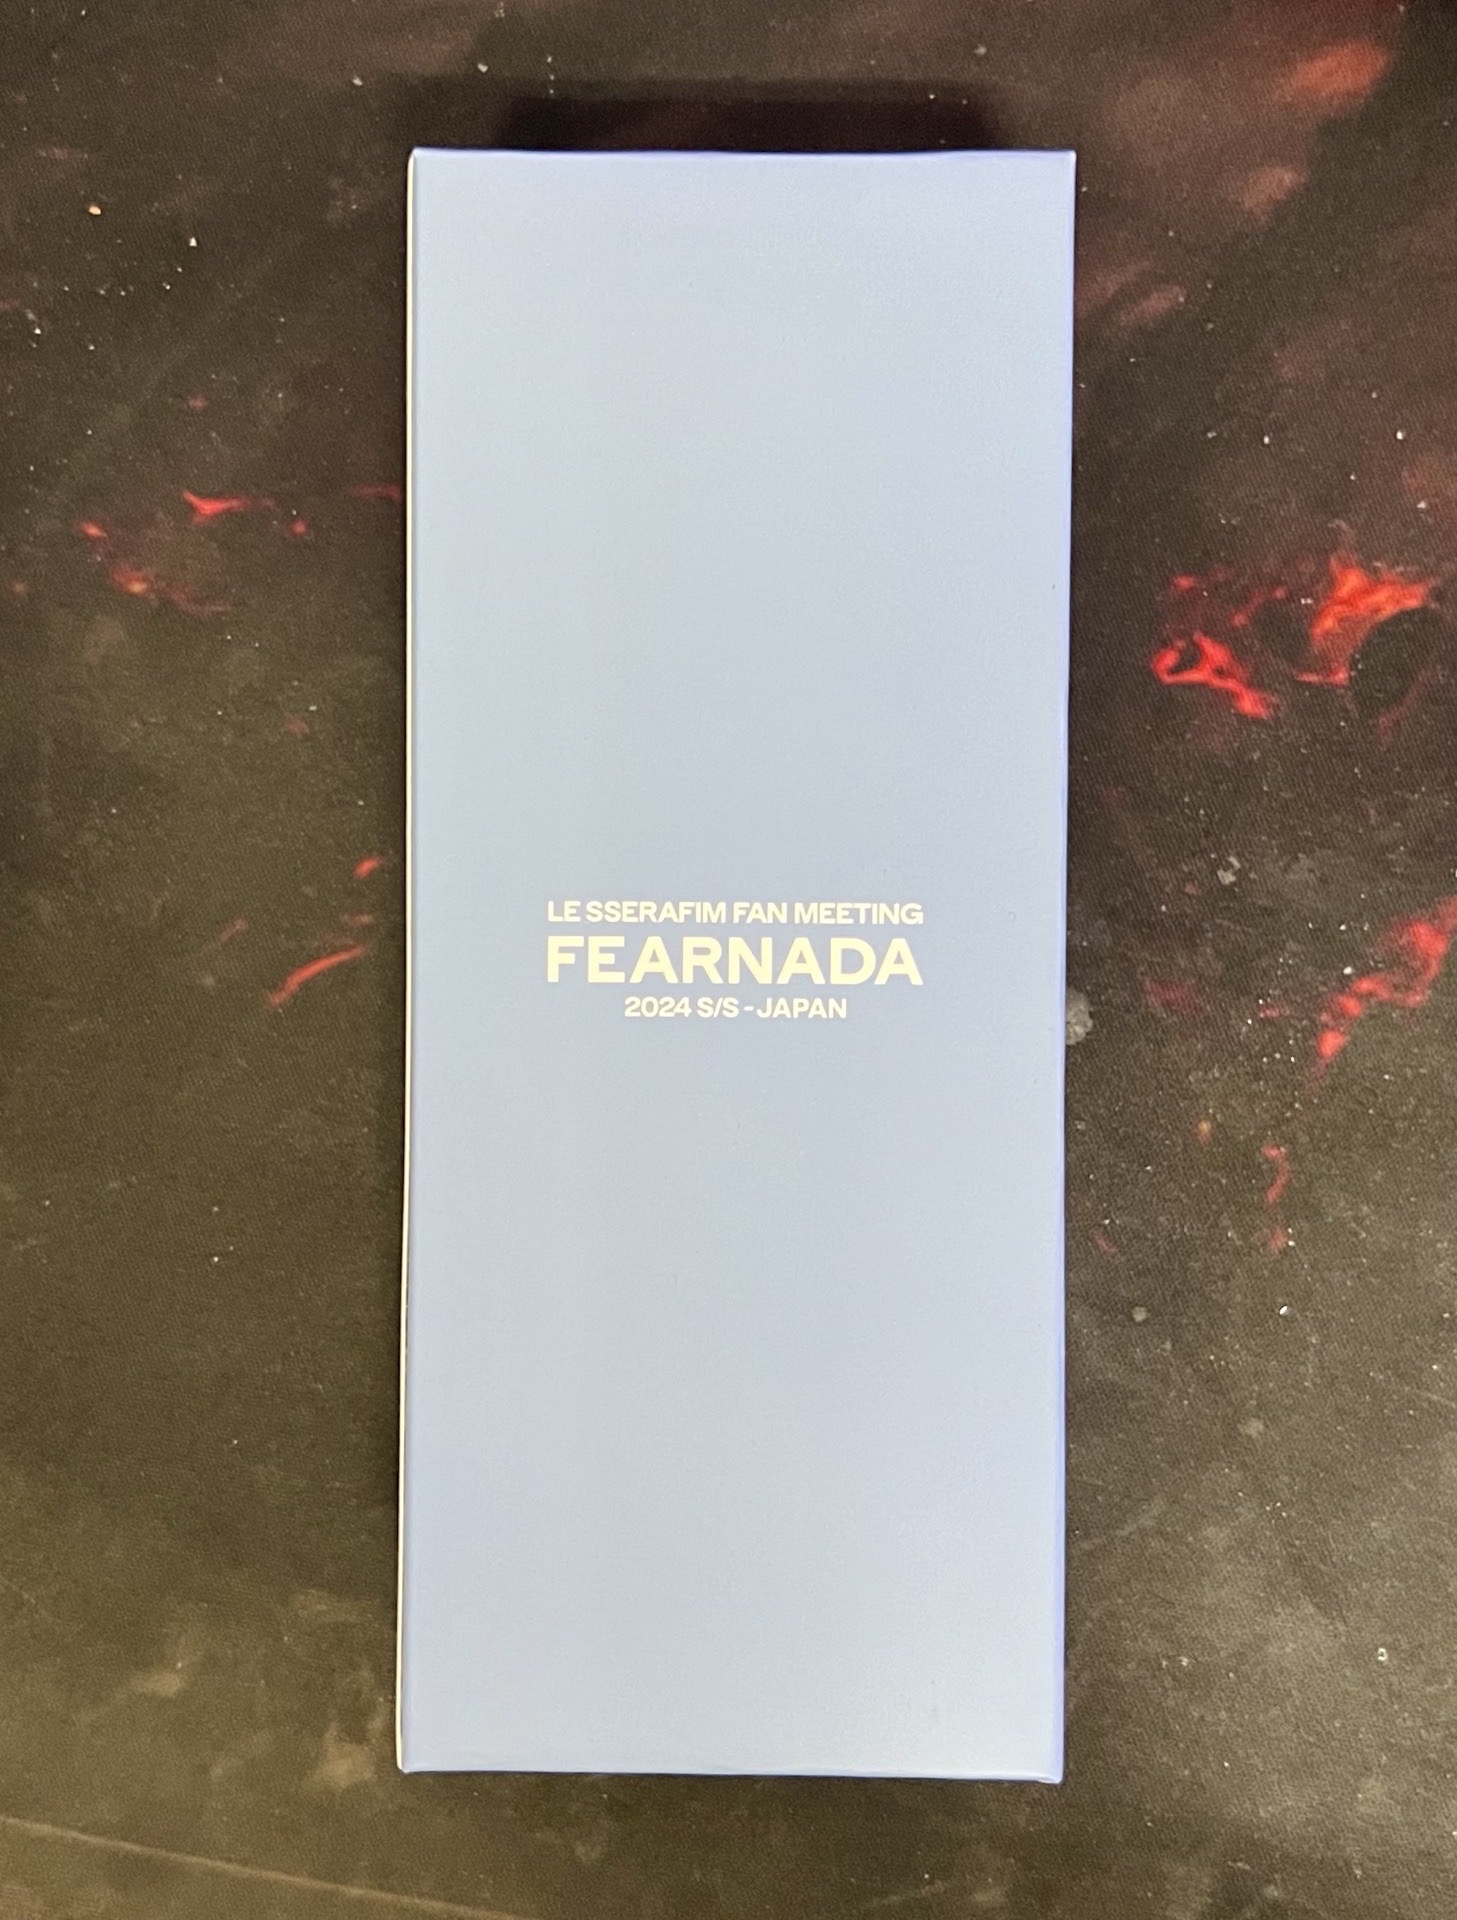 LE SSERAFIM FAN MEETING
FEARNADA
2024 S/S - JAPAN